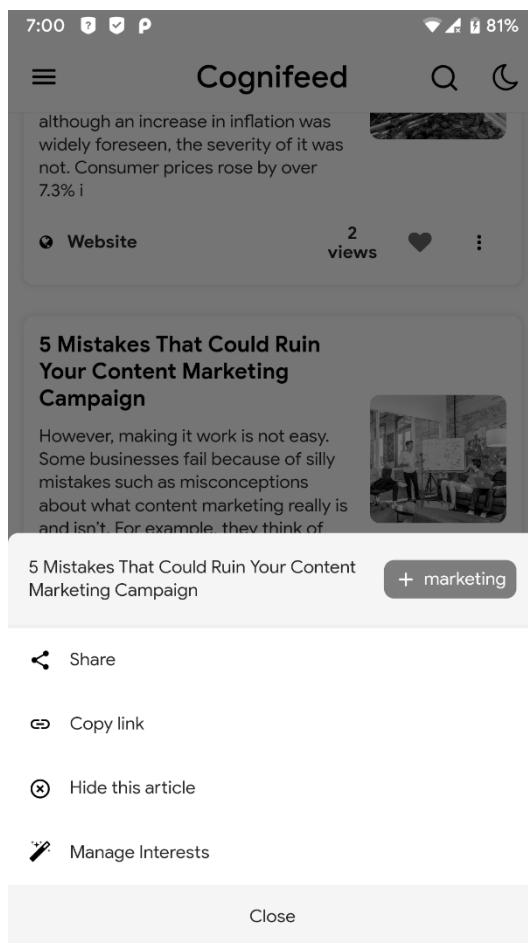 7:00
81%
Cognifeed
although an increase in inflation was
widely foreseen, the severity of it was
not. Consumer prices rose by over
7.3% i
Website
2
views
5 Mistakes That Could Ruin
Your Content Marketing
Campaign
However, making it work is not easy.
Some businesses fail because of silly
mistakes such as misconceptions
about what content marketing really is
and isn't. For example, they think of
5 Mistakes That Could Ruin Your Content
Marketing Campaign
+ marketing
Share
Copy link
Hide this article
Manage Interests
Close